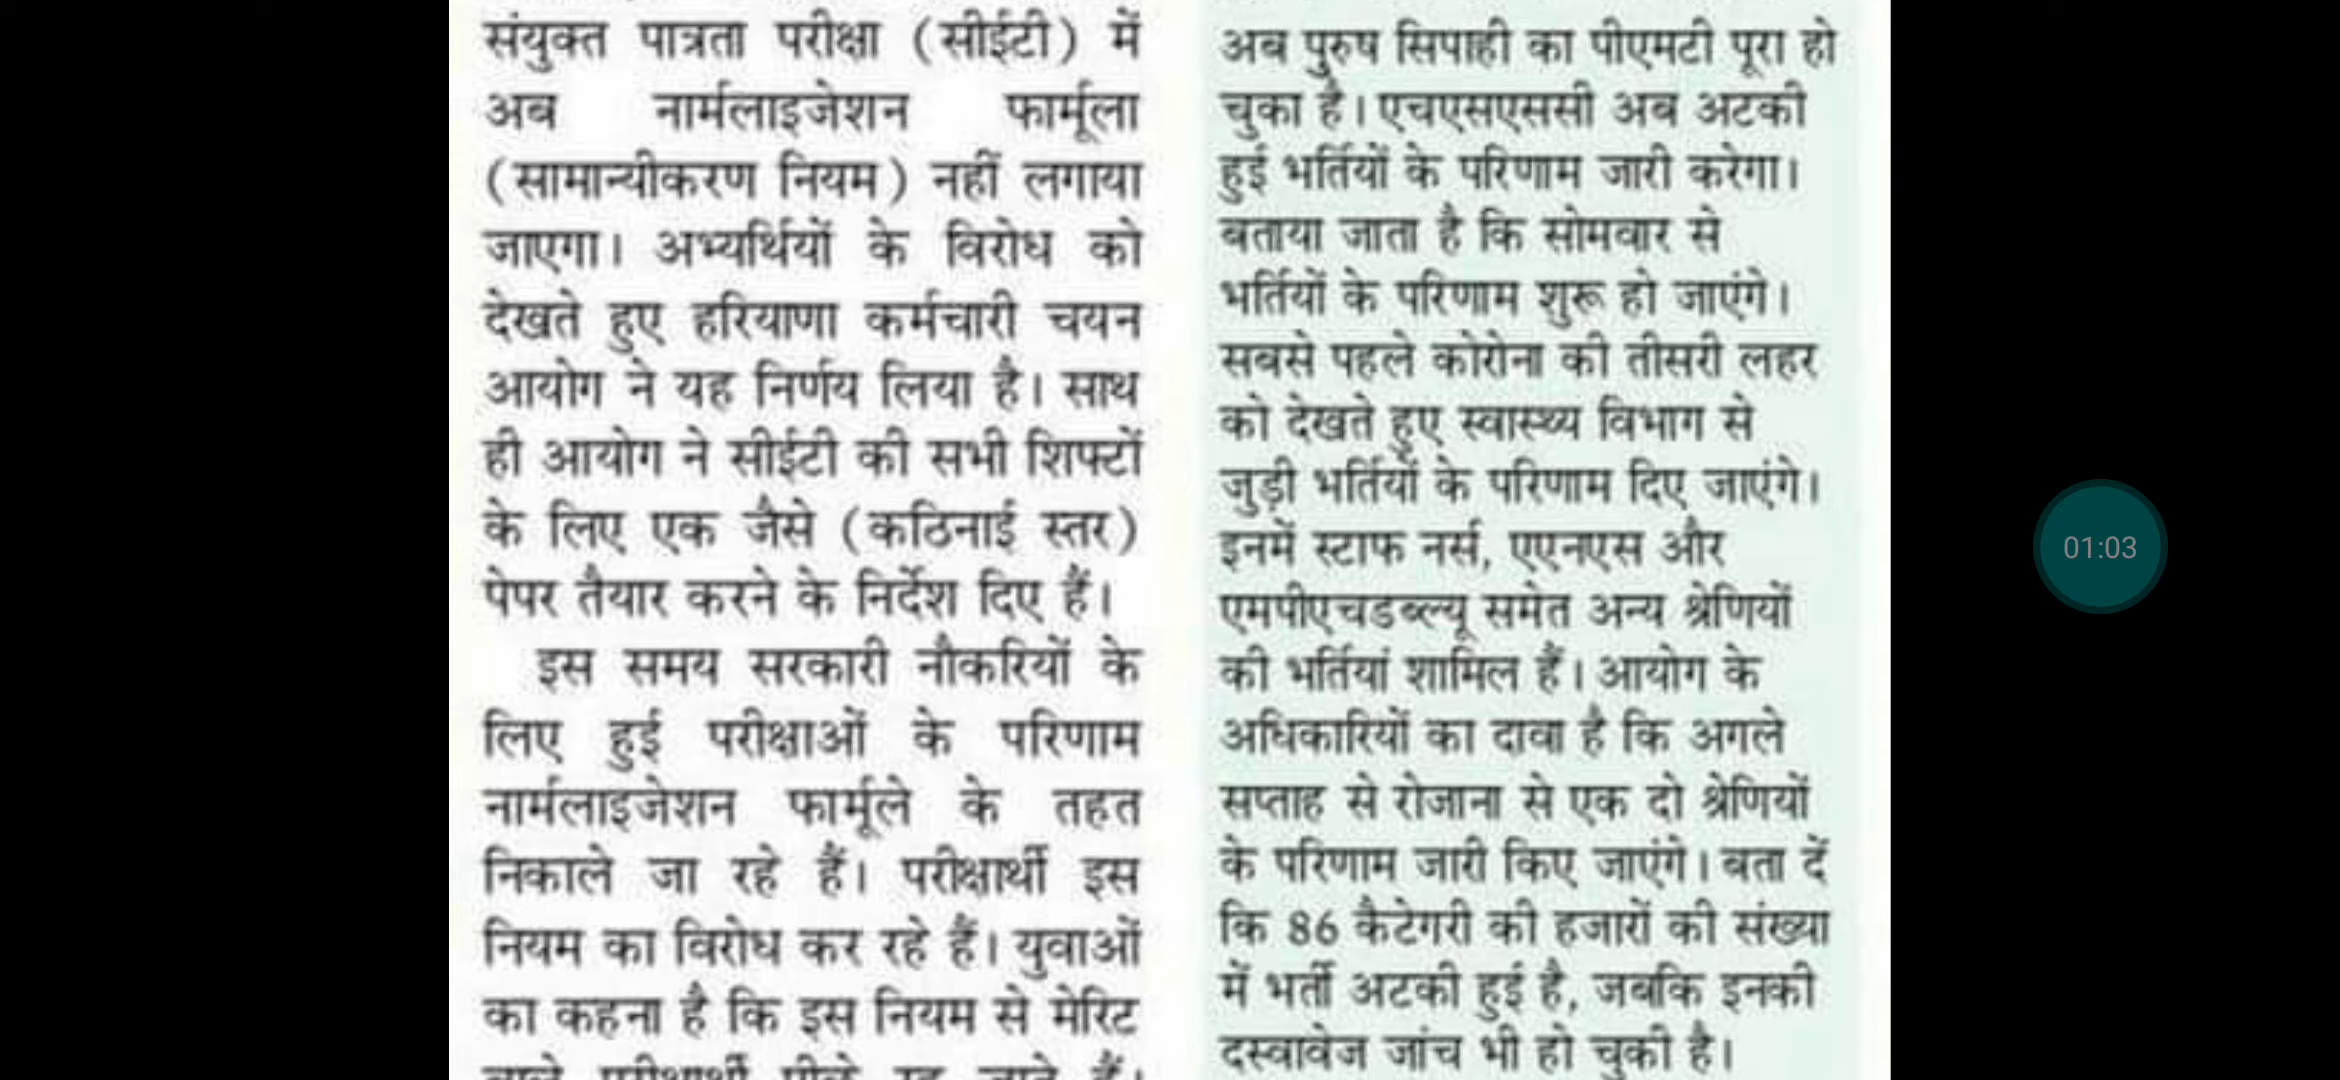 संयुक्त पात्रता परीक्षा (सीईटी) में
अब नार्मलाइजेशन फार्मूला
(सामान्यीकरण नियम) नहीं लगाया
जाएगा। अभ्यर्थियों के विरोध को
देखते हुए हरियाणा कर्मचारी चयन
आयोग ने यह निर्णय लिया है। साथ
ही आयोग ने सीईटी की सभी शिफ्टों
के लिए एक जैसे (कठिनाई स्तर)
पेपर तैयार करने के निर्देश दिए हैं।
इस समय सरकारी नौकरियों के
लिए हुई परीक्षाओं के परिणाम
नार्मलाइजेशन फार्मूले के तहत
निकाले जा रहे हैं। परीक्षार्थी इस
नियम का विरोध कर रहे हैं। युवाओं
का कहना है कि इस नियम से मेरिट
अब पुरुष सिपाही का पीएमटी पूरा हो
चुका है। एचएसएससी अब अटकी
हुई भर्तियों के परिणाम जारी करेगा।
बताया जाता है कि सोमवार से
भर्तियों के परिणाम शुरू हो जाएंगे।
सबसे पहले कोरोना की तीसरी लहर
को देखते हुए स्वास्थ्य विभाग से
जुड़ी भर्तियों के परिणाम दिए जाएंगे।
इनमें स्टाफ नर्स, एएनएस और
एमपीएचडब्ल्यू समेत अन्य श्रेणियों
की भर्तियां शामिल हैं। आयोग के
अधिकारियों का दावा है कि अगले
सप्ताह से रोजाना से एक दो श्रेणियों
के परिणाम जारी किए जाएंगे। बता दें
कि 86 कैटेगरी की हजारों की संख्या
में भर्ती अटकी हुई है, जबकि इनकी
दस्वावेज जांच भी हो चुकी है।
01:03